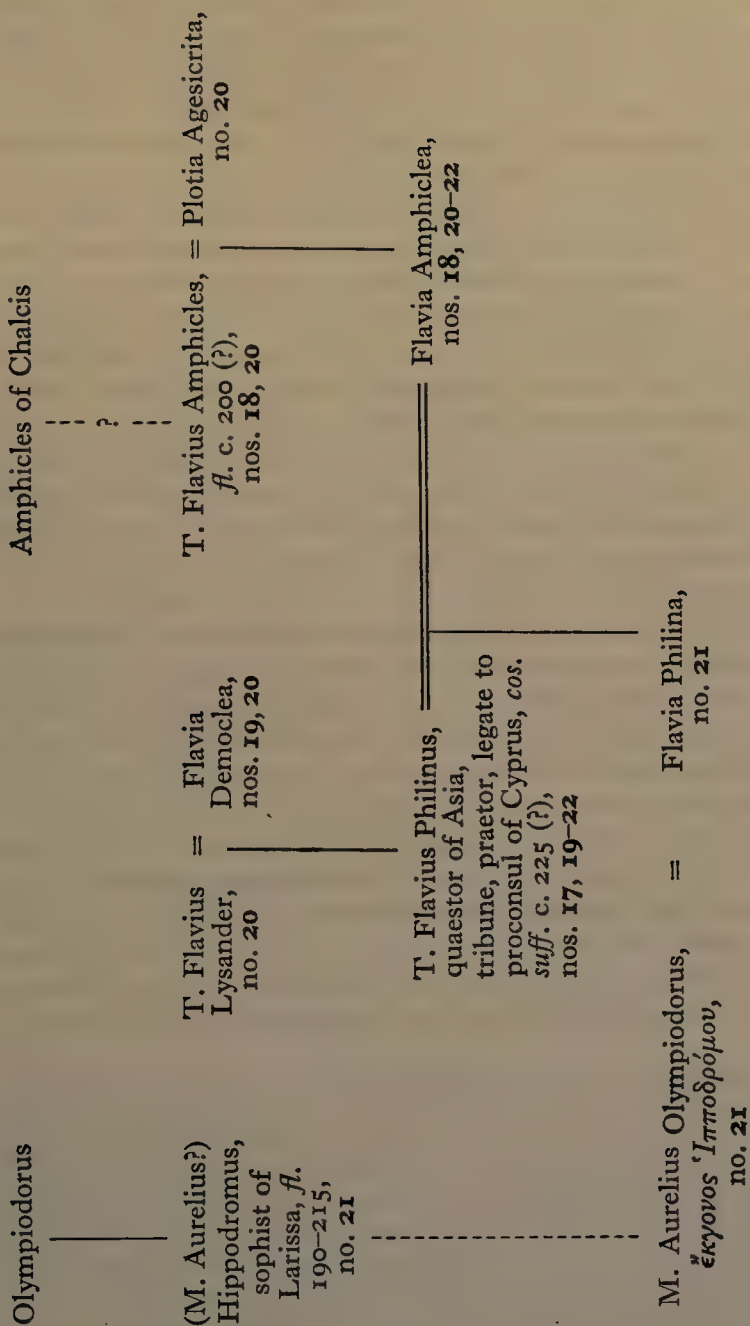 Olympiodorus
Amphicles of Chalcis
?
(M. Aurelius?)
Hippodromus,
sophist of
Larissa, fl.
190–215,
no. 21
T. Flavius
Lysander,
no. 20
=
Flavia
Democlea,
nos. 19, 20
T. Flavius Amphicles,
fl. c. 200 (?),
nos. 18, 20
= Plotia Agesicrita,
no. 20
T. Flavius Philinus,
quaestor of Asia,
tribune, praetor, legate to
proconsul of Cyprus, cos.
suff. c. 225 (?),
nos. 17, 19–22
Flavia Amphiclea,
nos. 18, 20–22
M. Aurelius Olympiodorus,
ἔκγονος Ἱπποδρόμου,
no. 21
=
Flavia Philina,
no. 21